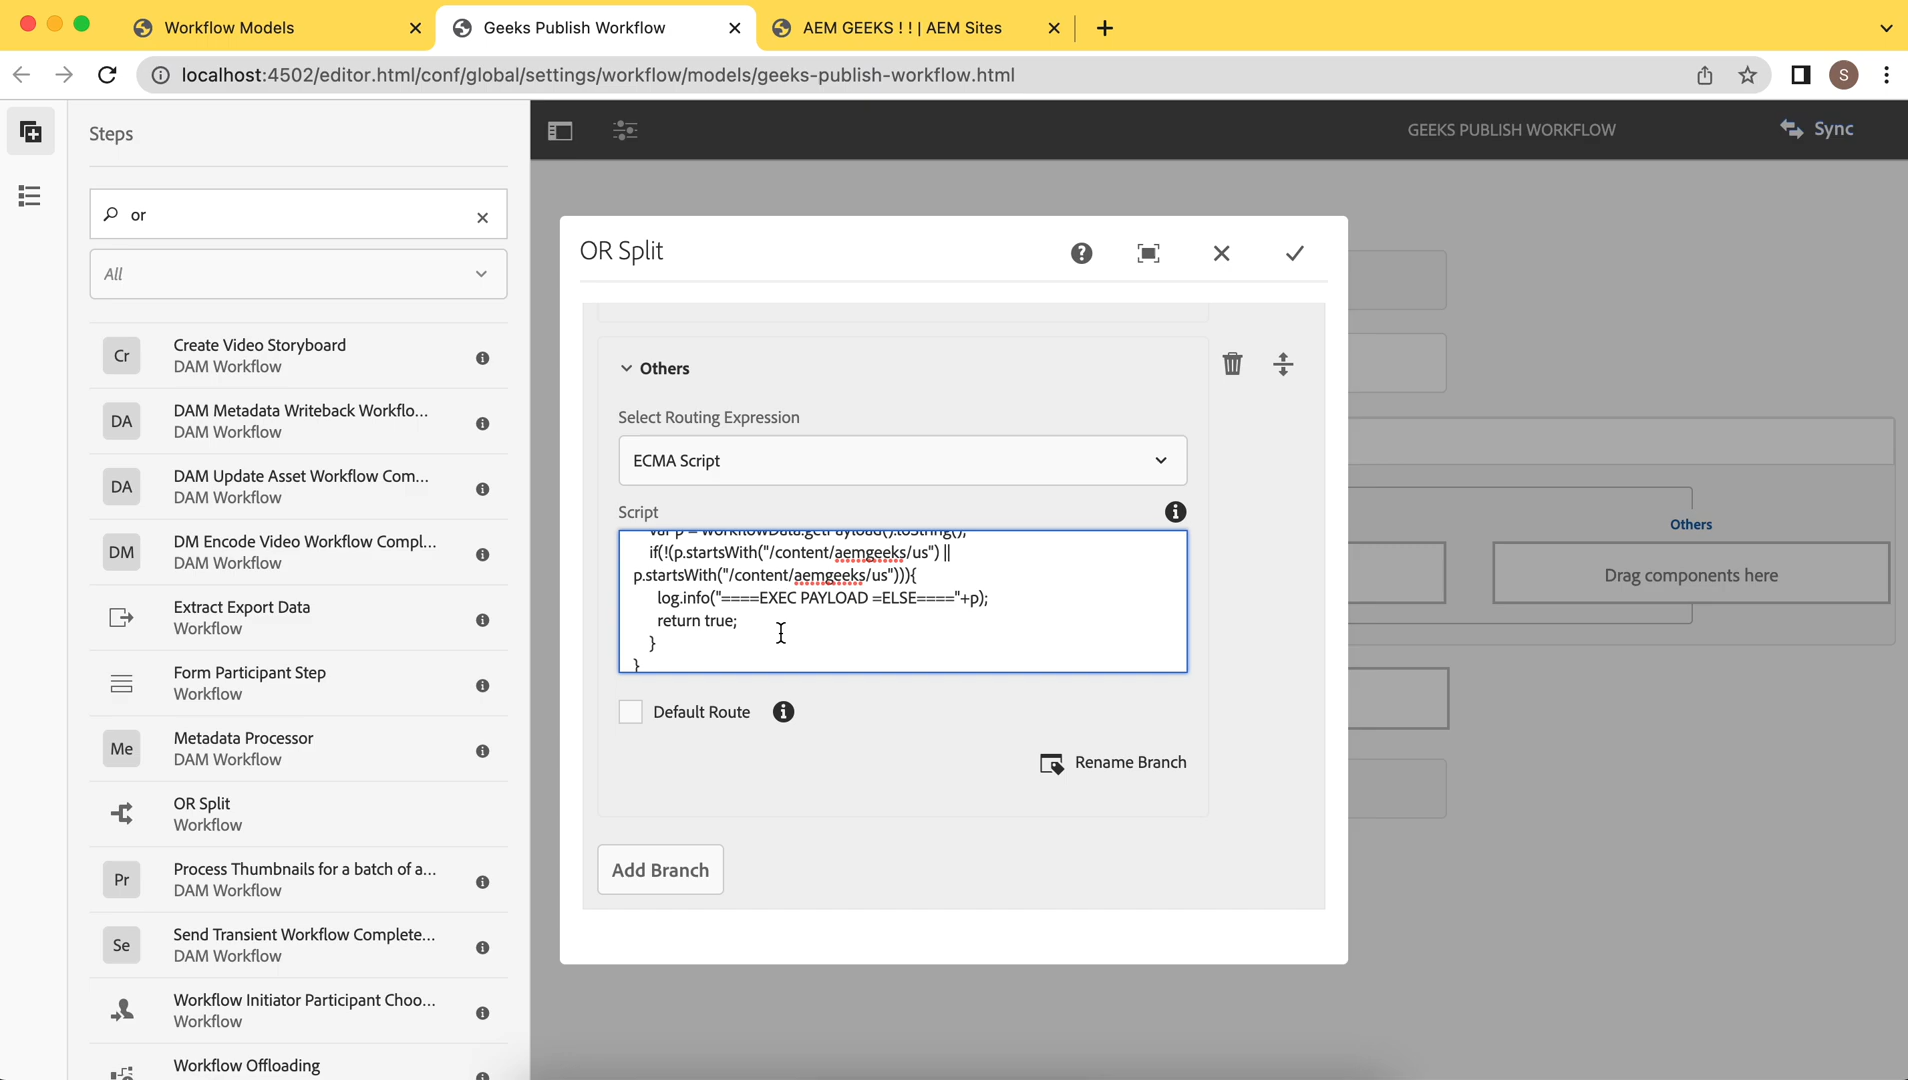 Workflow Models
Geeks Publish Workflow
AEM GEEKS ! ! | AEM Sites
localhost:4502/editor.html/conf/global/settings/workflow/models/geeks-publish-workflow.html
S
Steps
or
All
Cr
Create Video Storyboard
DAM Workflow
DA
DAM Metadata Writeback Workflo...
DAM Workflow
DA
DAM Update Asset Workflow Com...
DAM Workflow
DM
DM Encode Video Workflow Compl...
DAM Workflow
Extract Export Data
Workflow
Form Participant Step
Workflow
Me
Metadata Processor
DAM Workflow
OR Split
Workflow
Pr
Process Thumbnails for a batch of a...
DAM Workflow
Se
Send Transient Workflow Complete...
DAM Workflow
Workflow Initiator Participant Choo...
Workflow
Workflow Offloading
GEEKS PUBLISH WORKFLOW
Sync
OR Split
Others
Select Routing Expression
ECMA Script
Script
var p = workflowData.getPayload().toString();
if(!(p.startsWith("/content/aemgeeks/us") ||
p.startsWith("/content/aemgeeks/us"))){
log.info("====EXEC PAYLOAD =ELSE===="+p);
return true;
}
}
Default Route
Rename Branch
Add Branch
Others
Drag components here